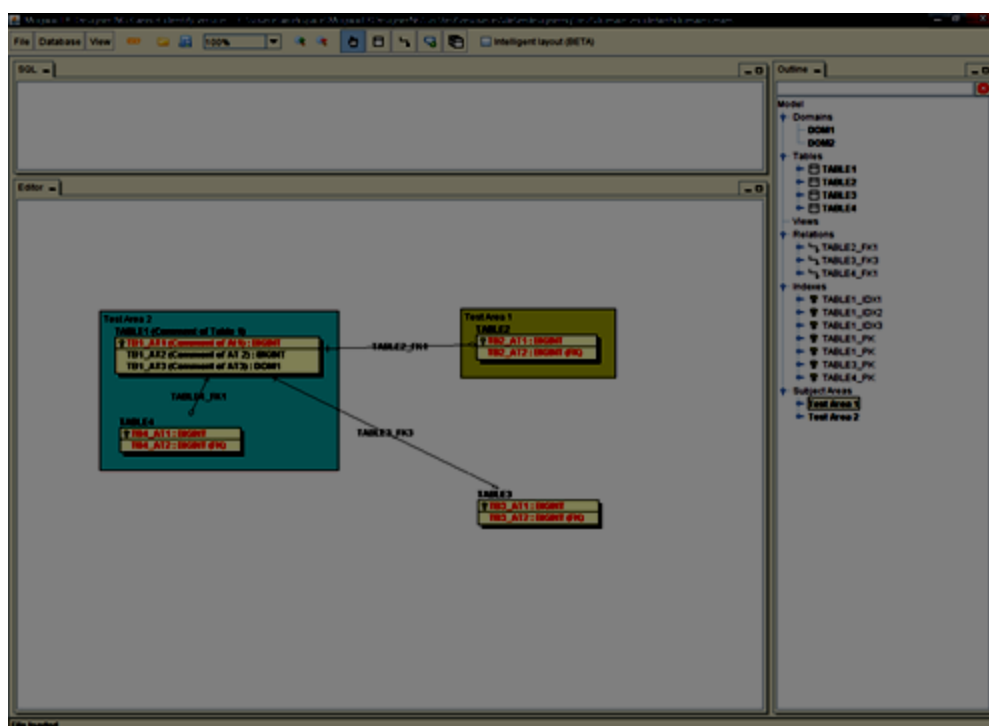 File Database View 100% Intelligent layout (BETA)
SQL
Editor
Test Area 2
TABLE1 (Comment of Table 1)
TB1_AT1 (Comment of At1) : BIGINT
TB1_AT2 (Comment of AT 2) : BIGINT
TB1_AT3 (Comment of AT3) : DOM1
TABLE4_FK1
TABLE4
TB4_AT1 : BIGINT
TB4_AT2 : BIGINT (FK)
TABLE2_FK1
Test Area 1
TABLE2
TB2_AT1 : BIGINT
TB2_AT2 : BIGINT (FK)
TABLE3_FK3
TABLE3
TB3_AT1 : BIGINT
TB3_AT2 : BIGINT (FK)
Outline
Model
Domains
DOM1
DOM2
Tables
TABLE1
TABLE2
TABLE3
TABLE4
Views
Relations
TABLE2_FK1
TABLE3_FK3
TABLE4_FK1
Indexes
TABLE1_IDX1
TABLE1_IDX2
TABLE1_IDX3
TABLE1_PK
TABLE1_PK
TABLE3_PK
TABLE4_PK
Subject Areas
Test Area 1
Test Area 2
File loaded